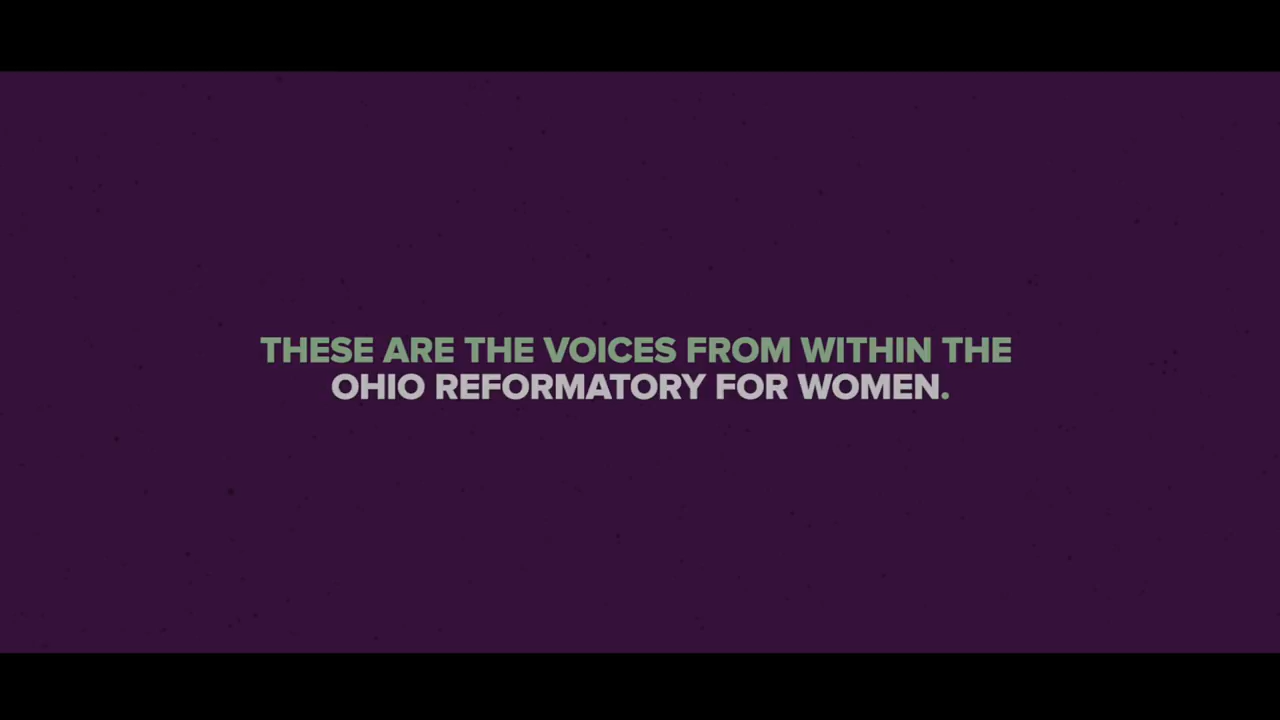 THESE ARE THE VOICES FROM WITHIN THE
OHIO REFORMATORY FOR WOMEN.